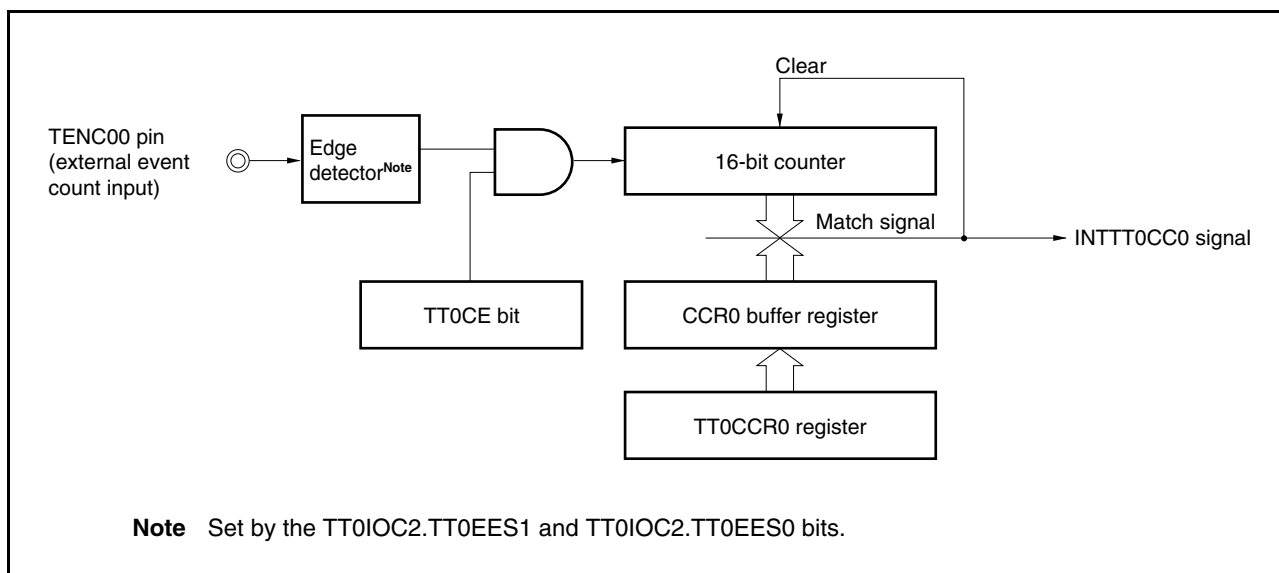 Clear
TENC00 pin
(external event
count input)
Edge
detectorNote
16-bit counter
Match signal
INTTT0CC0 signal
TT0CE bit
CCR0 buffer register
TT0CCR0 register
Note Set by the TT0IOC2.TT0EES1 and TT0IOC2.TT0EES0 bits.